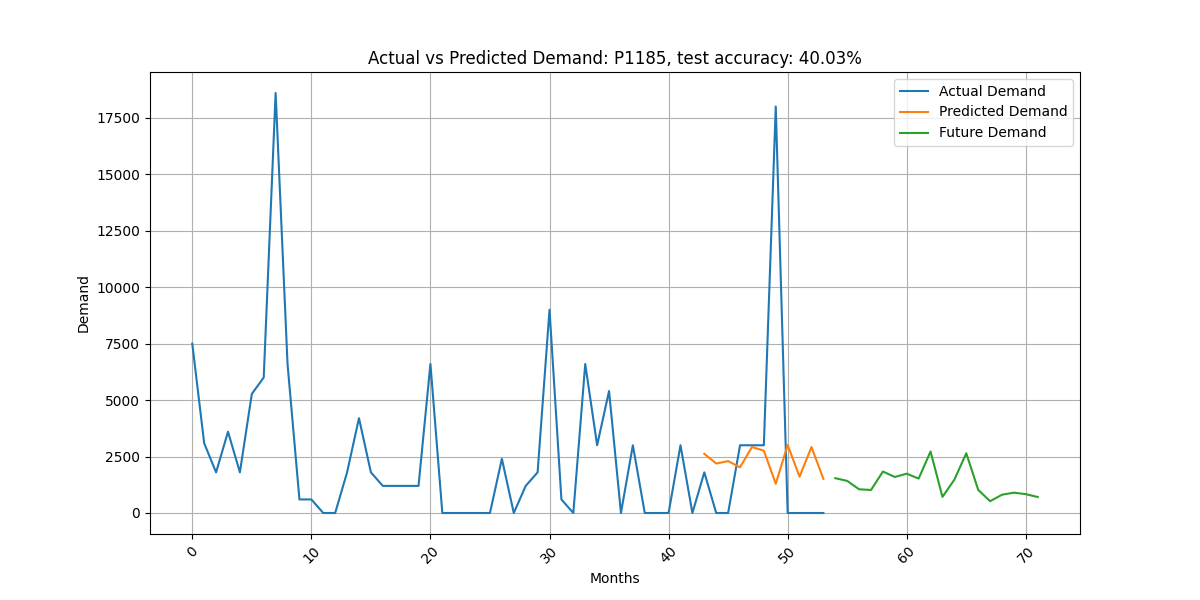 Actual vs Predicted Demand: P1185, test accuracy: 40.03%
Actual Demand
Predicted Demand
Future Demand
17500
15000
12500
10000
7500
5000
2500
0
Demand
0 10 20 30 40 50 60 70
Months